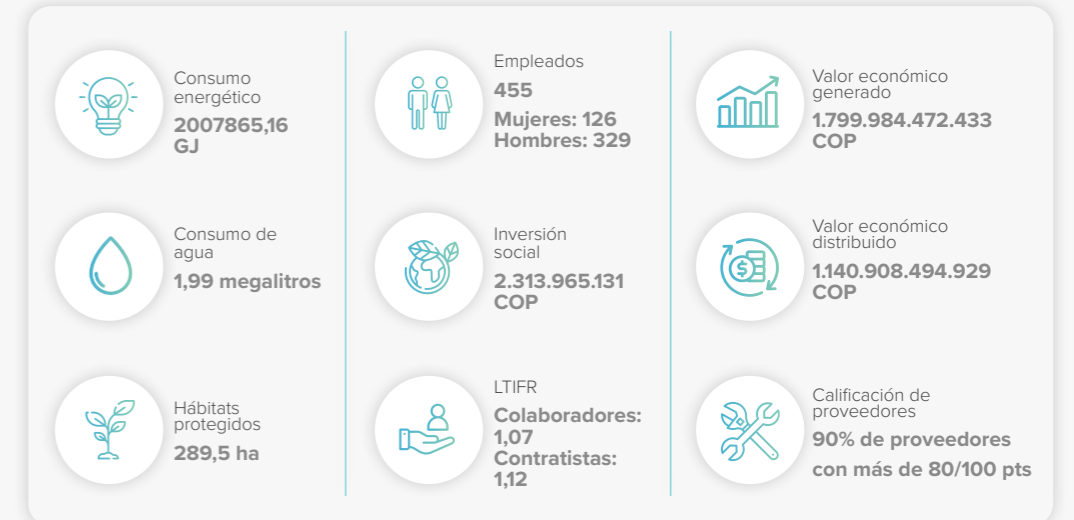 Consumo
energético
2007865,16
GJ
Consumo de
agua
1,99 megalitros
Hábitats
protegidos
289,5 ha
Empleados
455
Mujeres: 126
Hombres: 329
Inversión
social
2.313.965.131
COP
LTIFR
Colaboradores:
1,07
Contratistas:
1,12
Valor económico
generado
1.799.984.472.433
COP
Valor económico
distribuido
1.140.908.494.929
COP
Calificación de
proveedores
90% de proveedores
con más de 80/100 pts